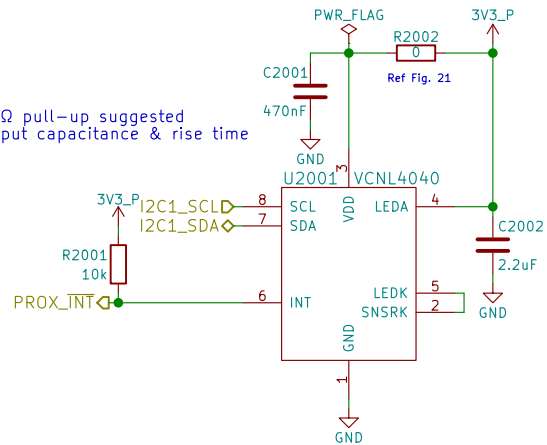 PWR_FLAG
3V3_P
R2002
0
Ref Fig. 21
C2001
470nF
GND
Ω pull-up suggested
put capacitance & rise time
U2001 VCNL4040
3
VDD
I2C1_SCL
8
SCL
LEDA
4
I2C1_SDA
7
SDA
3V3_P
R2001
10k
C2002
2.2uF
GND
PROX_INT
6
INT
LEDK
5
SNSRK
2
GND
1
GND